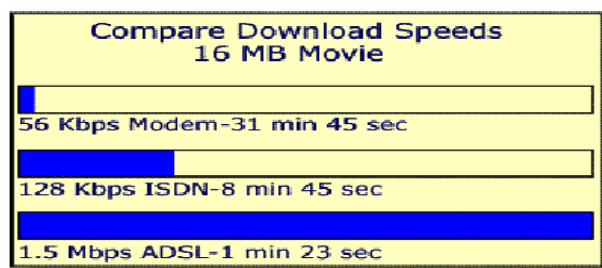 Compare Download Speeds
16 MB Movie
56 Kbps Modem-31 min 45 sec
128 Kbps ISDN-8 min 45 sec
1.5 Mbps ADSL-1 min 23 sec